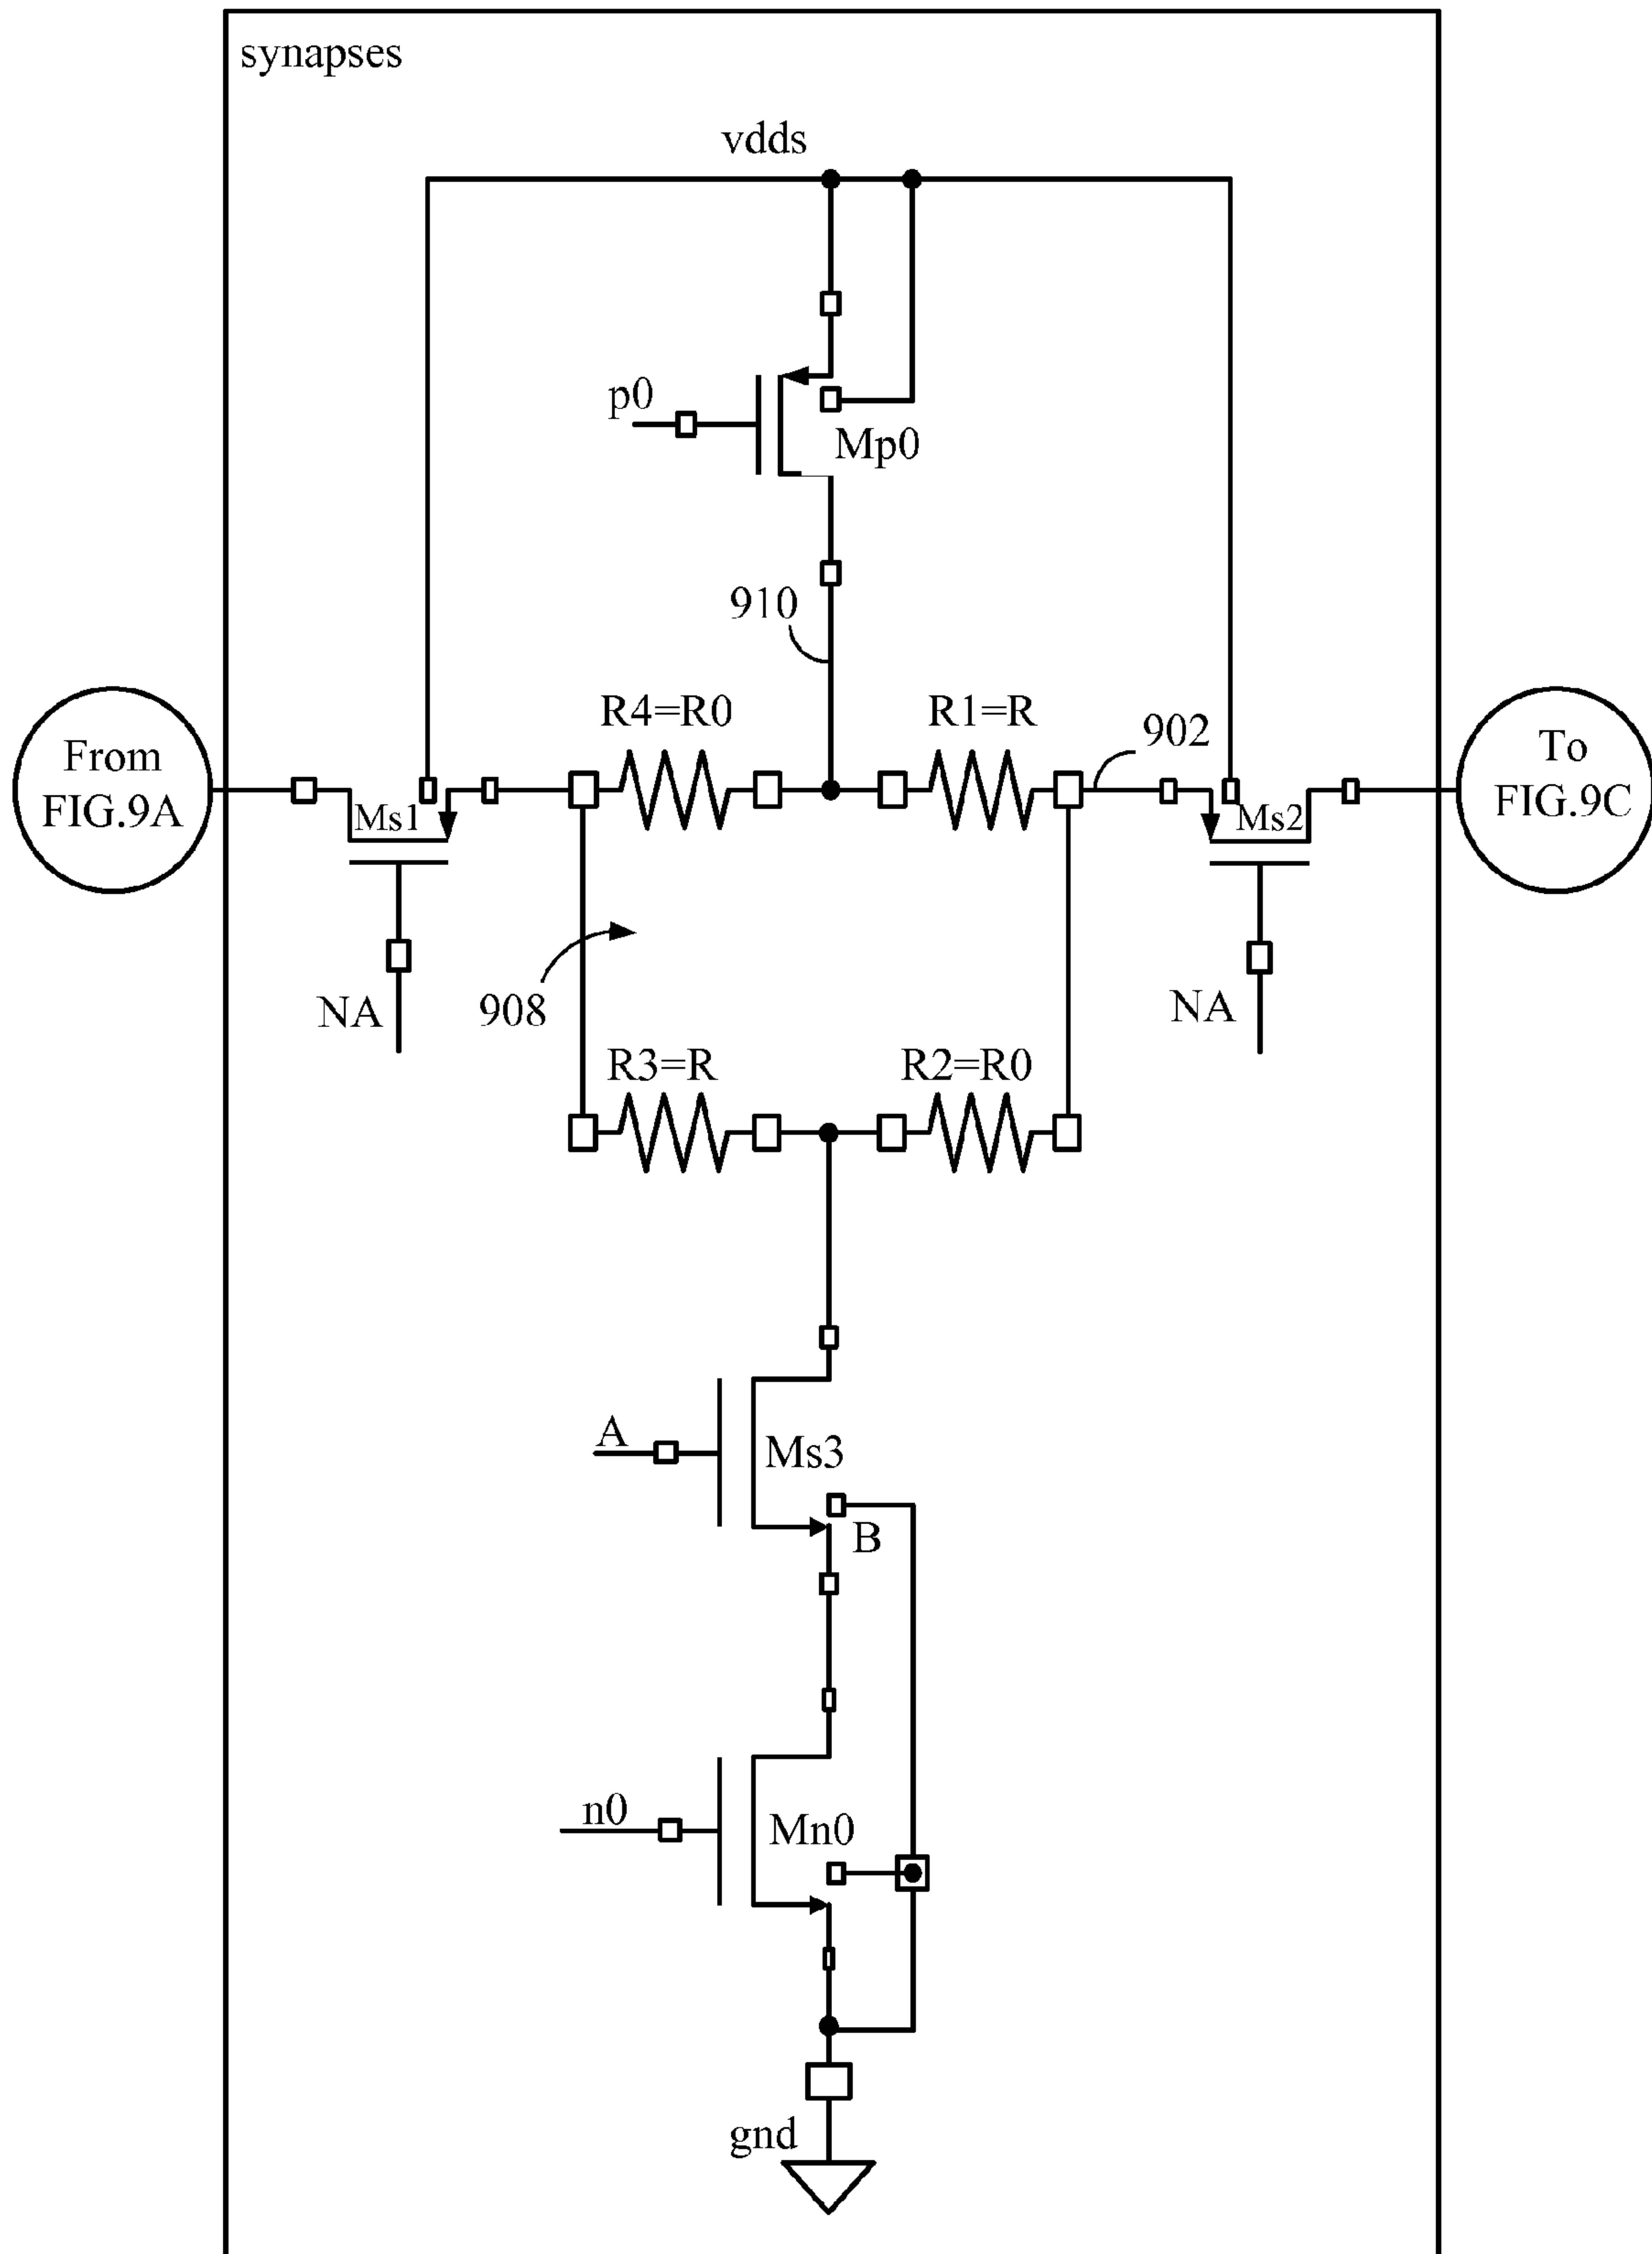 synapses
vdds
p0
Mp0
910
R4=R0
R1=R
902
From
FIG.9A
To
FIG.9C
Ms1
Ms2
NA
908
NA
R3=R
R2=R0
A
Ms3
B
n0
Mn0
gnd